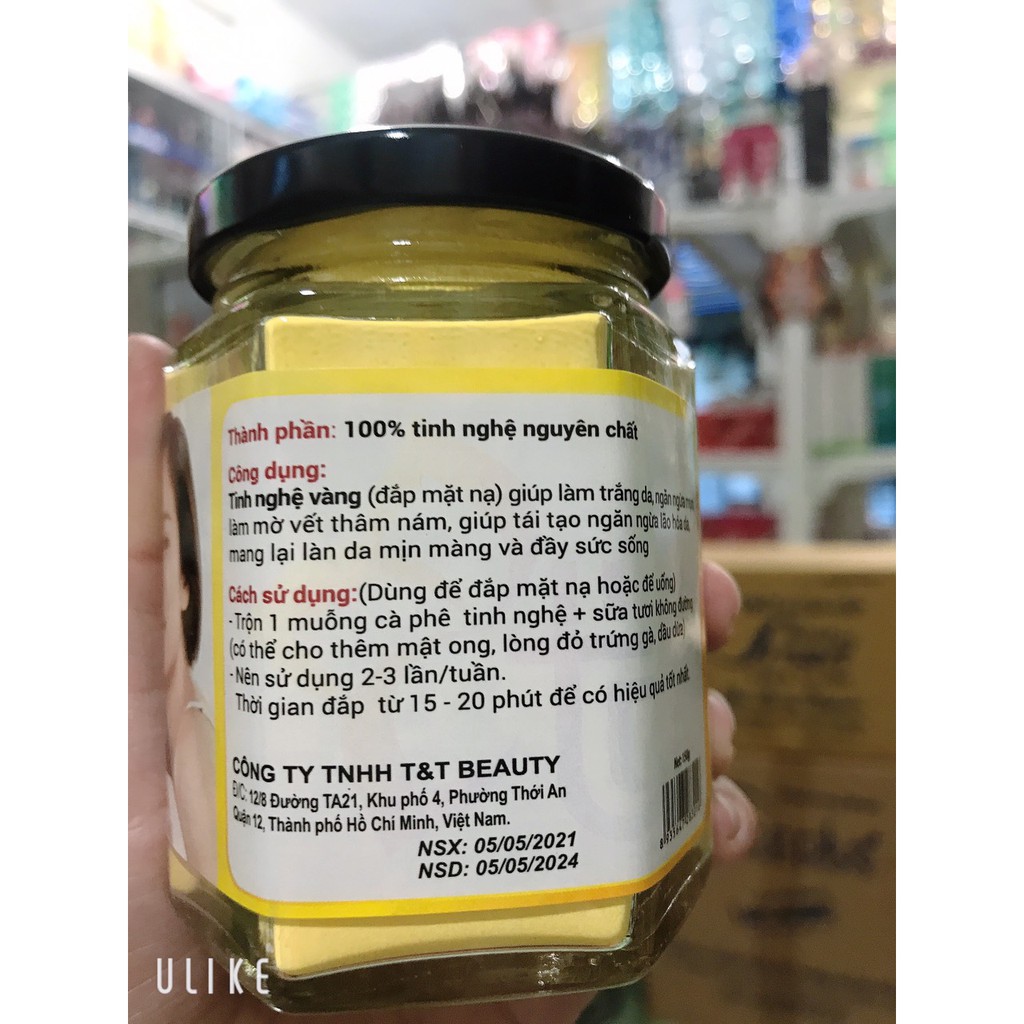 Thành phần: 100% tinh nghệ nguyên chất
Công dụng:
Tinh nghệ vàng (đắp mặt nạ) giúp làm trắng da, ngăn ngừa mụn
làm mờ vết thâm nám, giúp tái tạo ngăn ngừa lão hóa da,
mang lại làn da mịn màng và đầy sức sống
Cách sử dụng:(Dùng để đắp mặt nạ hoặc để uống)
- Trộn 1 muỗng cà phê tinh nghệ + sữa tươi không đường
(có thể cho thêm mật ong, lòng đỏ trứng gà, dầu dừa)
- Nên sử dụng 2-3 lần/tuần.
Thời gian đắp từ 15 - 20 phút để có hiệu quả tốt nhất.
CÔNG TY TNHH T&T BEAUTY
Đ/C: 12/8 Đường TA21, Khu phố 4, Phường Thới An
Quận 12, Thành phố Hồ Chí Minh, Việt Nam.
NSX: 05/05/2021
NSD: 05/05/2024
Net: 150g
ULIKE